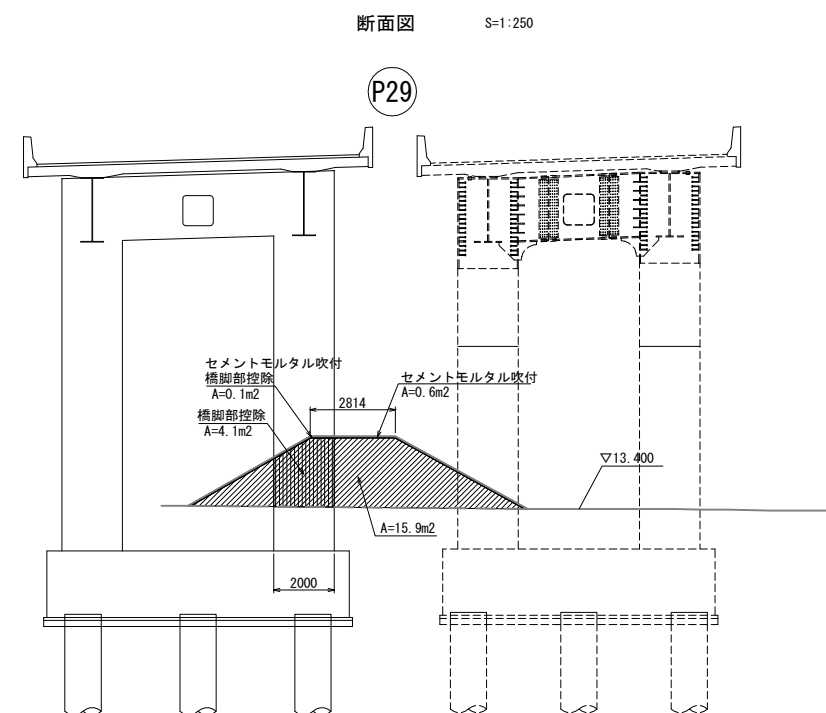 断面図 S=1:250
P29
セメントモルタル吹付
橋脚部控除
A=0.1m2
セメントモルタル吹付
A=0.6m2
2814
橋脚部控除
A=4.1m2
▽13.400
A=15.9m2
2000